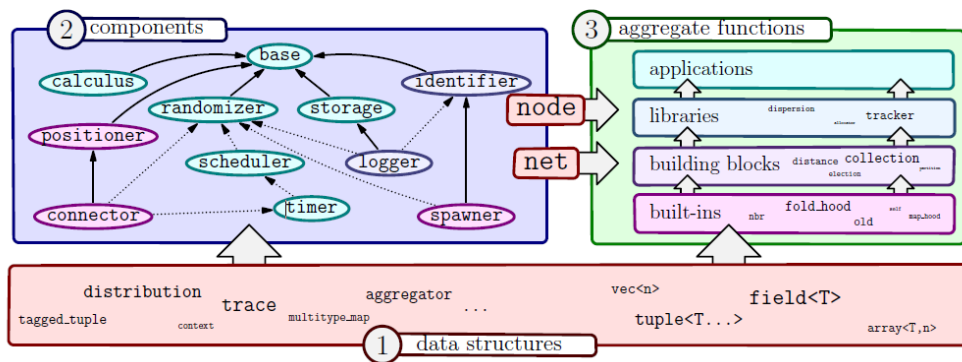 2 components
base
calculus
identifier
randomizer
storage
positioner
scheduler
logger
connector
timer
spawner
node
net
3 aggregate functions
applications
libraries
dispersion
tracker
building blocks
distance
collection
election
partition
built-ins
nbr
fold_hood
old
self
map_hood
distribution
trace
aggregator
...
vec<n>
field<T>
tagged_tuple
context
multitype_map
tuple<T...>
array<T,n>
1 data structures